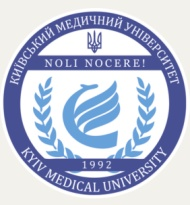 КИЇВСЬКИЙ МЕДИЧНИЙ УНІВЕРСИТЕТ
NOLI NOCERE!
1992
KYIV MEDICAL UNIVERSITY